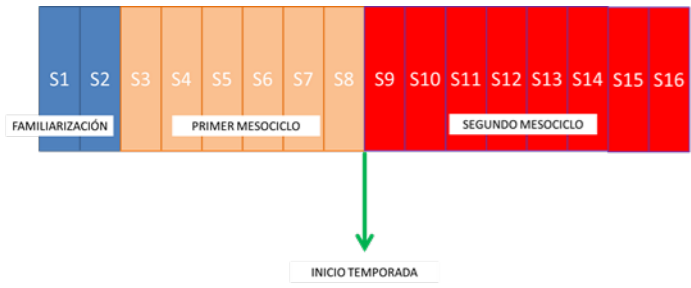 S1 S2 S3 S4 S5 S6 S7 S8 S9 S10 S11 S12 S13 S14 S15 S16
FAMILIARIZACIÓN PRIMER MESOCICLO SEGUNDO MESOCICLO
INICIO TEMPORADA